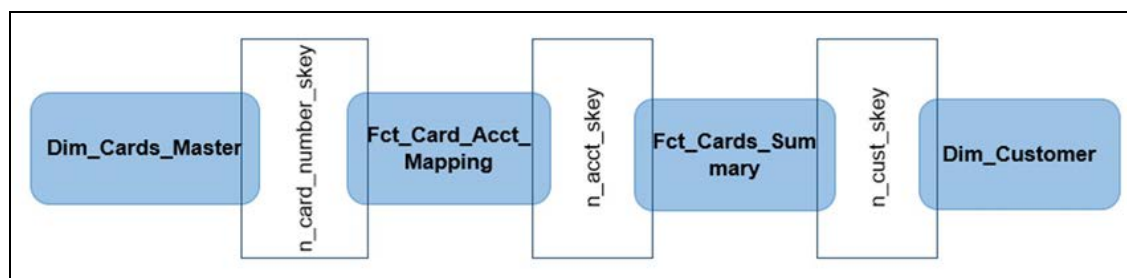 Dim_Cards_Master
n_card_number_skey
Fct_Card_Acct_
Mapping
n_acct_skey
Fct_Cards_Sum
mary
n_cust_skey
Dim_Customer